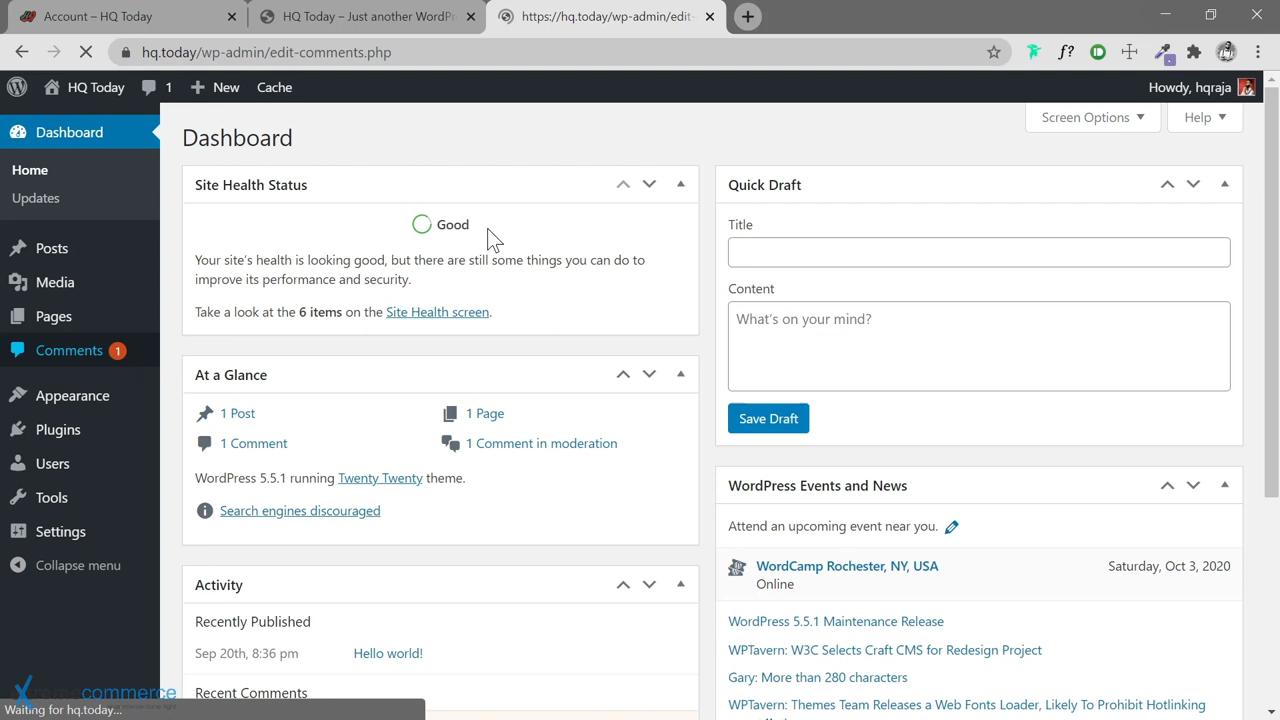 Account – HQ Today
HQ Today – Just another WordPr
https://hq.today/wp-admin/edit-
hq.today/wp-admin/edit-comments.php
f?
HQ Today
1
New
Cache
Howdy, hqraja
Dashboard
Home
Updates
Posts
Media
Pages
Comments 1
Appearance
Plugins
Users
Tools
Settings
Collapse menu
commerce
Waiting for hq.today...
Screen Options
Help
Dashboard
Site Health Status
Good
Your site's health is looking good, but there are still some things you can do to
improve its performance and security.
Take a look at the 6 items on the Site Health screen.
At a Glance
1 Post
1 Page
1 Comment
1 Comment in moderation
WordPress 5.5.1 running Twenty Twenty theme.
Search engines discouraged
Activity
Recently Published
Sep 20th, 8:36 pm
Hello world!
Recent Comments
Quick Draft
Title
Content
What's on your mind?
Save Draft
WordPress Events and News
Attend an upcoming event near you.
WordCamp Rochester, NY, USA
Saturday, Oct 3, 2020
Online
WordPress 5.5.1 Maintenance Release
WPTavern: W3C Selects Craft CMS for Redesign Project
Gary: More than 280 characters
WPTavern: Themes Team Releases a Web Fonts Loader, Likely To Prohibit Hotlinking